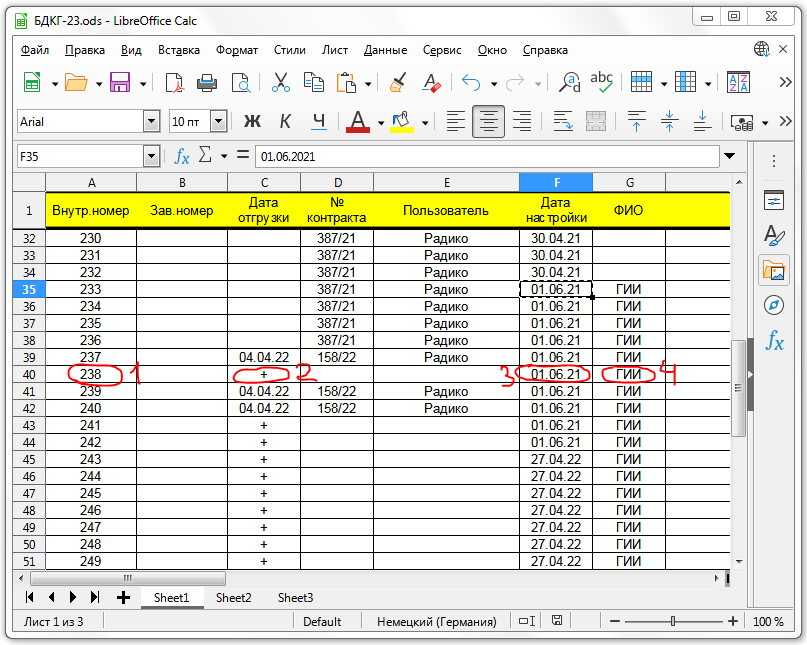 БДКГ-23.ods - LibreOffice Calc
Файл Правка Вид Вставка Формат Стили Лист Данные Сервис Окно Справка
Arial 10 пт Ж К Ч
F35 fx Σ = 01.06.2021
A B C D E F G
1 Внутр.номер Зав.номер Дата отгрузки № контракта Пользователь Дата настройки ФИО
32 230 387/21 Радико 30.04.21
33 231 387/21 Радико 30.04.21
34 232 387/21 Радико 30.04.21
35 233 387/21 Радико 01.06.21 ГИИ
36 234 387/21 Радико 01.06.21 ГИИ
37 235 387/21 Радико 01.06.21 ГИИ
38 236 387/21 Радико 01.06.21 ГИИ
39 237 04.04.22 158/22 Радико 01.06.21 ГИИ
40 238 1 + 2 3 01.06.21 ГИИ 4
41 239 04.04.22 158/22 Радико 01.06.21 ГИИ
42 240 04.04.22 158/22 Радико 01.06.21 ГИИ
43 241 + 01.06.21 ГИИ
44 242 + 01.06.21 ГИИ
45 243 + 27.04.22 ГИИ
46 244 + 27.04.22 ГИИ
47 245 + 27.04.22 ГИИ
48 246 + 27.04.22 ГИИ
49 247 + 27.04.22 ГИИ
50 248 + 27.04.22 ГИИ
51 249 + 27.04.22 ГИИ
Sheet1 Sheet2 Sheet3
Лист 1 из 3 Default Немецкий (Германия) 100 %